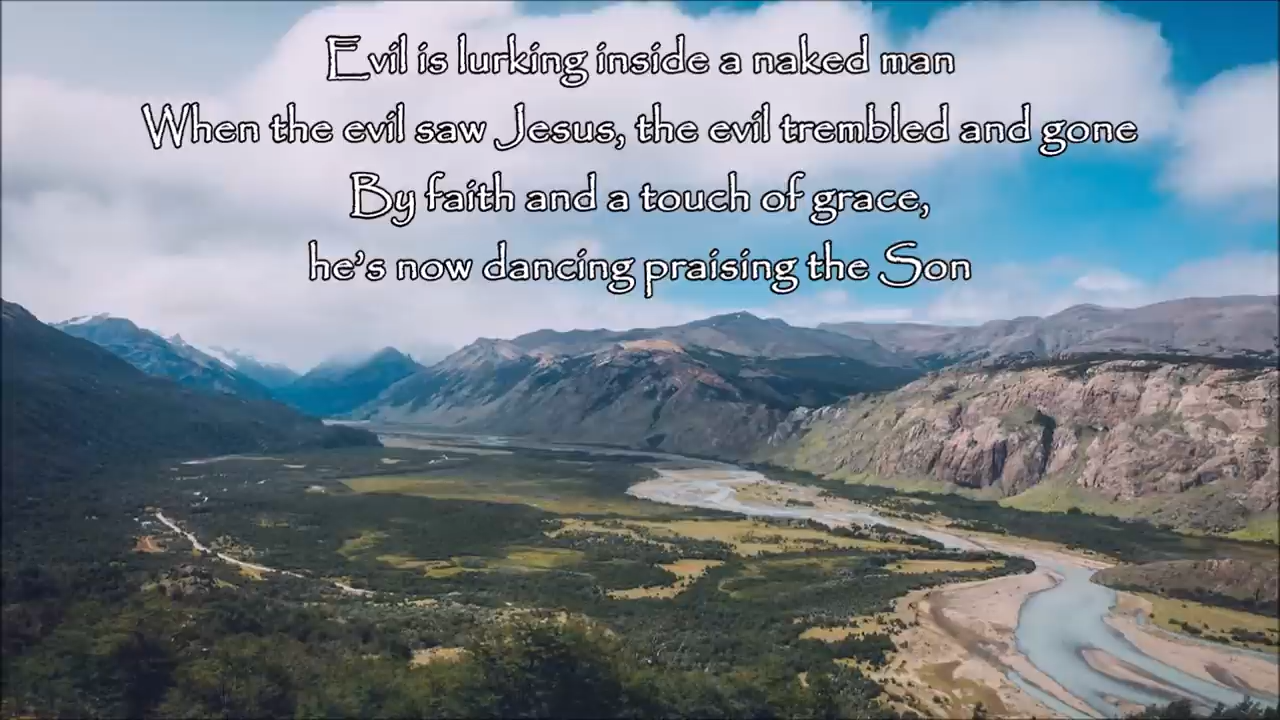 Evil is lurking inside a naked man
When the evil saw Jesus, the evil trembled and gone
By faith and a touch of grace,
he's now dancing praising the Son